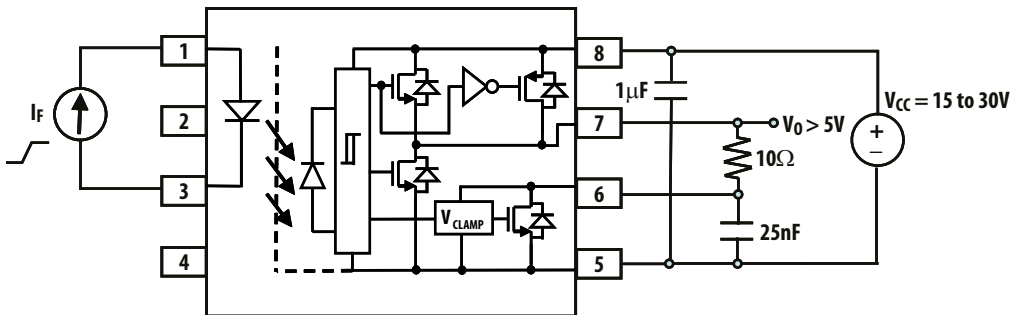 1
8
1µF
V_CC = 15 to 30V
I_F
2
7
V_O > 5V
+
−
10Ω
3
6
V_CLAMP
25nF
4
5